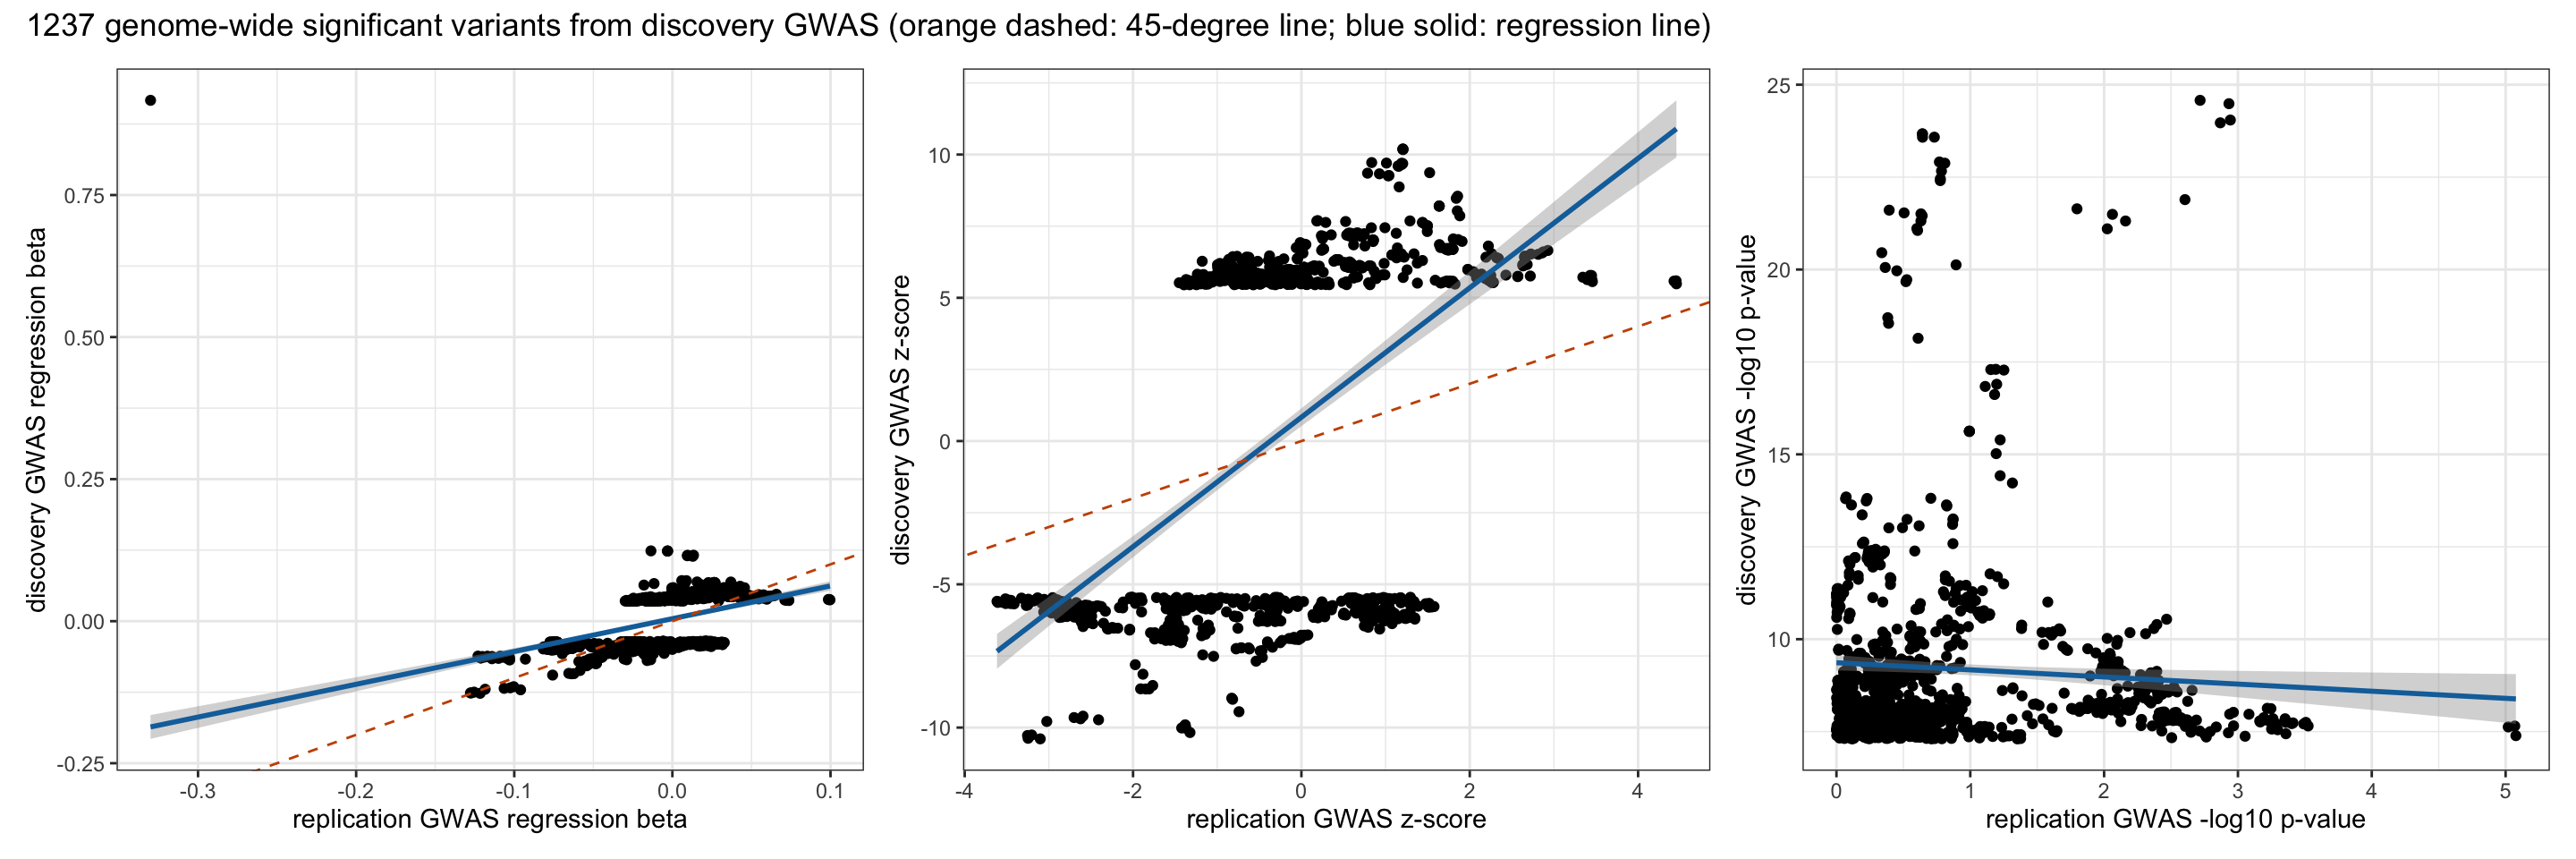 1237 genome-wide significant variants from discovery GWAS (orange dashed: 45-degree line; blue solid: regression line)
discovery GWAS regression beta
0.75
0.50
0.25
0.00
-0.25
-0.3 -0.2 -0.1 0.0 0.1
replication GWAS regression beta
discovery GWAS z-score
10
5
0
-5
-10
-4 -2 0 2 4
replication GWAS z-score
discovery GWAS -log10 p-value
25
20
15
10
0 1 2 3 4 5
replication GWAS -log10 p-value